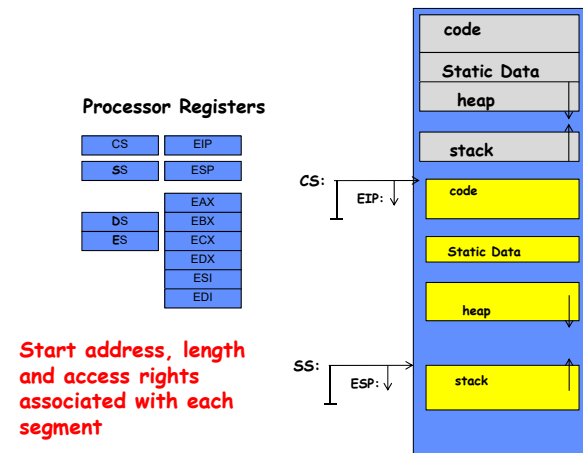 Processor Registers
CS EIP
SS ESP
EAX
DS EBX
ES ECX
EDX
ESI
EDI
Start address, length
and access rights
associated with each
segment
CS:
EIP:
SS:
ESP:
code
Static Data
heap
stack
code
Static Data
heap
stack